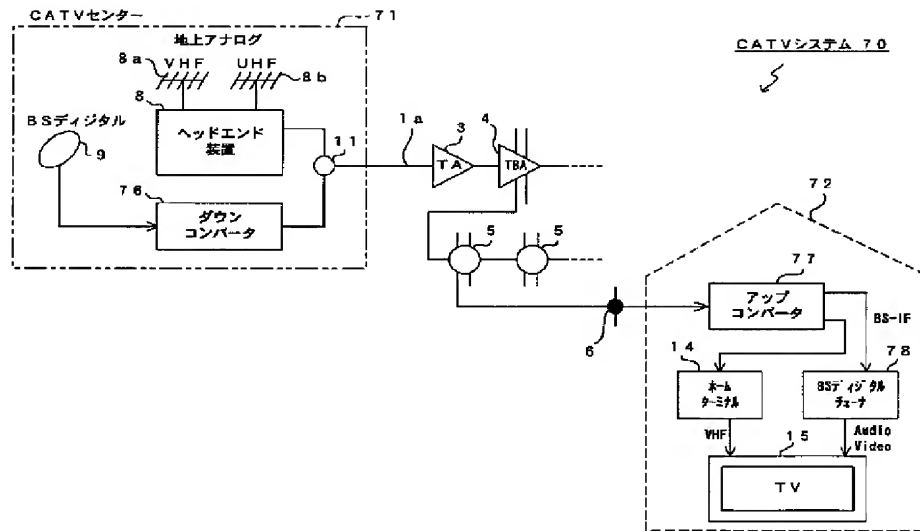 CATVセンター
71
地上アナログ
8a
VHF
UHF
8b
8
ヘッドエンド
装置
BSディジタル
9
11
76
ダウン
コンバータ
1a
3
TA
4
TBA
5
5
6
CATVシステム 70
72
77
アップ
コンバータ
BS-IF
14
ホーム
ターミナル
78
BSディジタル
チューナ
VHF
15
Audio
Video
TV